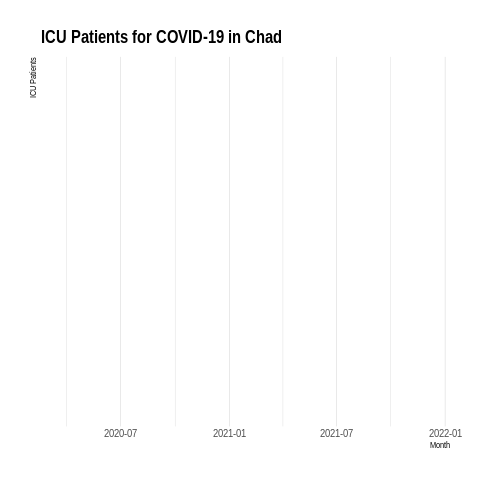 ICU Patients for COVID-19 in Chad
ICU Patients
2020-07
2021-01
2021-07
2022-01
Month